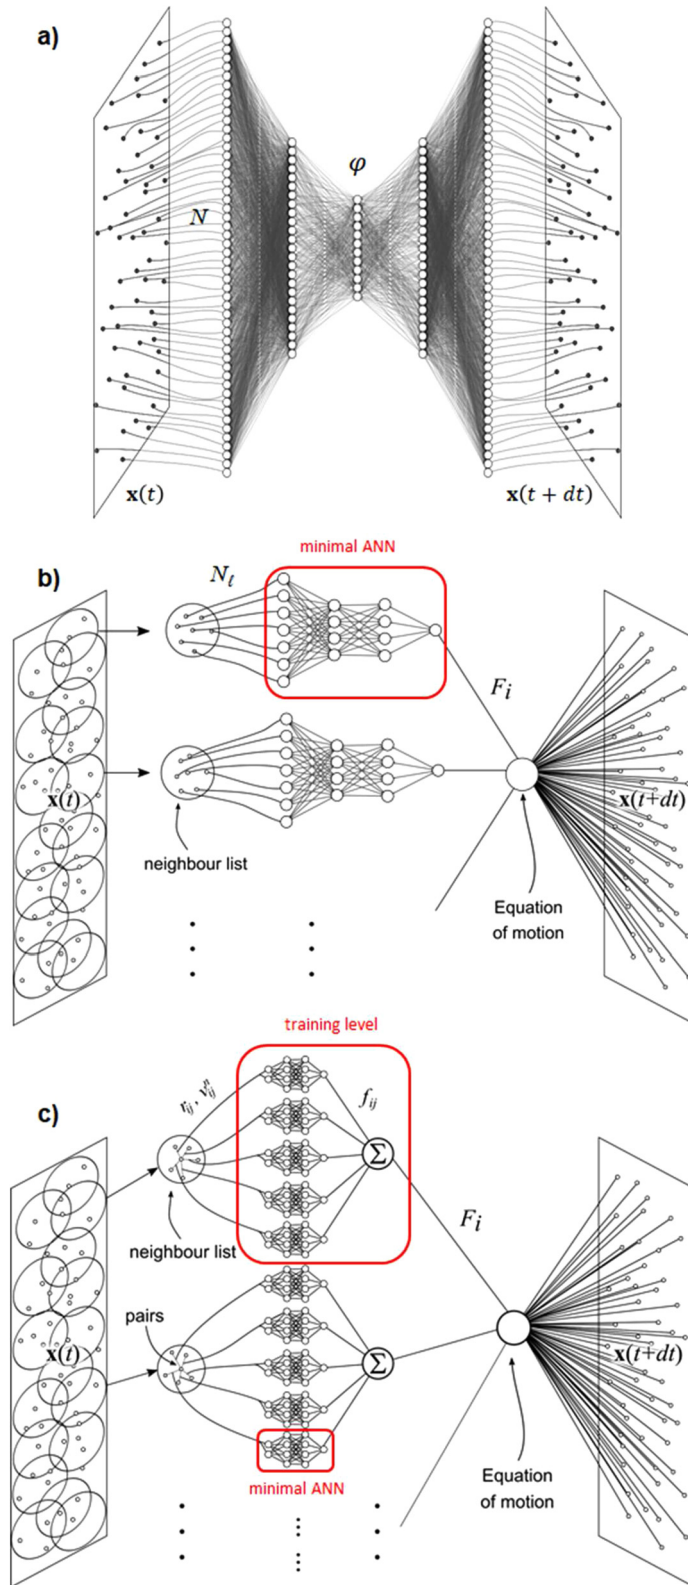 a)
φ
N
x(t)
x(t + dt)
minimal ANN
b)
N_ℓ
F_i
x(t)
x(t+dt)
neighbour list
Equation
of motion
training level
c)
r_ij, v^n_ij
f_ij
Σ
neighbour list
F_i
pairs
x(t)
x(t+dt)
Σ
Equation
of motion
minimal ANN